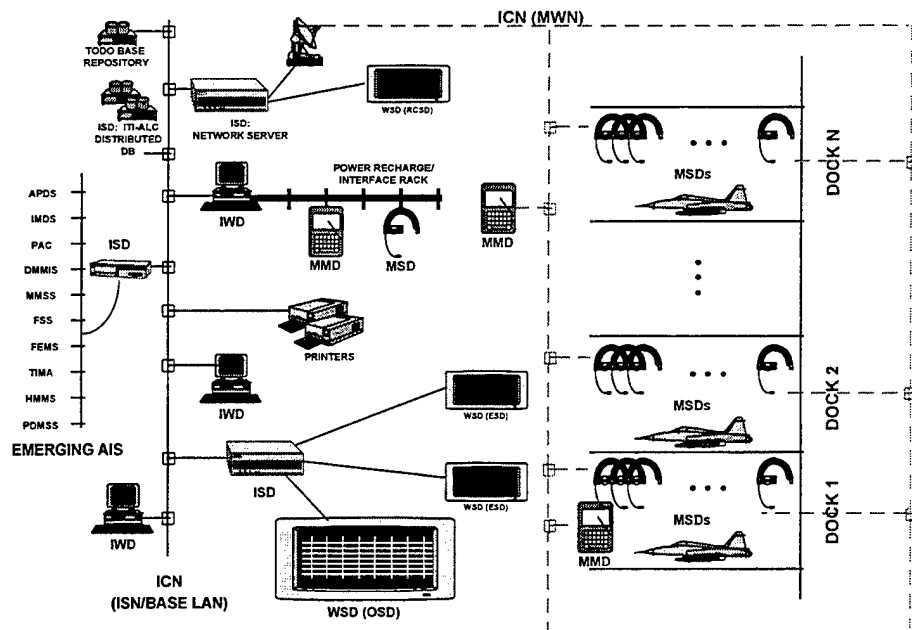 ICN (MWN)
TODO BASE
REPOSITORY
ISD: ITI-ALC
DISTRIBUTED
DB
ISD:
NETWORK SERVER
WSD (RCSD)
POWER RECHARGE/
INTERFACE RACK
IWD
MMD
MSD
MMD
MSDs
DOCK N
APDS
IMDS
PAC
DMMIS
MMSS
FSS
FEMS
TIMA
HMMS
PDMSS
EMERGING AIS
ISD
PRINTERS
IWD
WSD (ESD)
MSDs
DOCK 2
ISD
WSD (ESD)
IWD
WSD (OSD)
MSDs
MMD
DOCK 1
ICN
(ISN/BASE LAN)